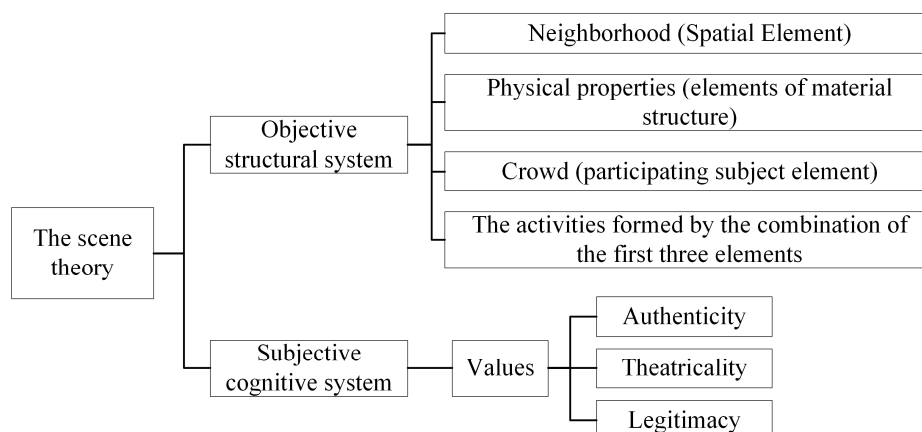 Neighborhood (Spatial Element)
Physical properties (elements of material
structure)
Objective
structural system
Crowd (participating subject element)
The activities formed by the combination of
the first three elements
The scene
theory
Subjective
cognitive system
Values
Authenticity
Theatricality
Legitimacy